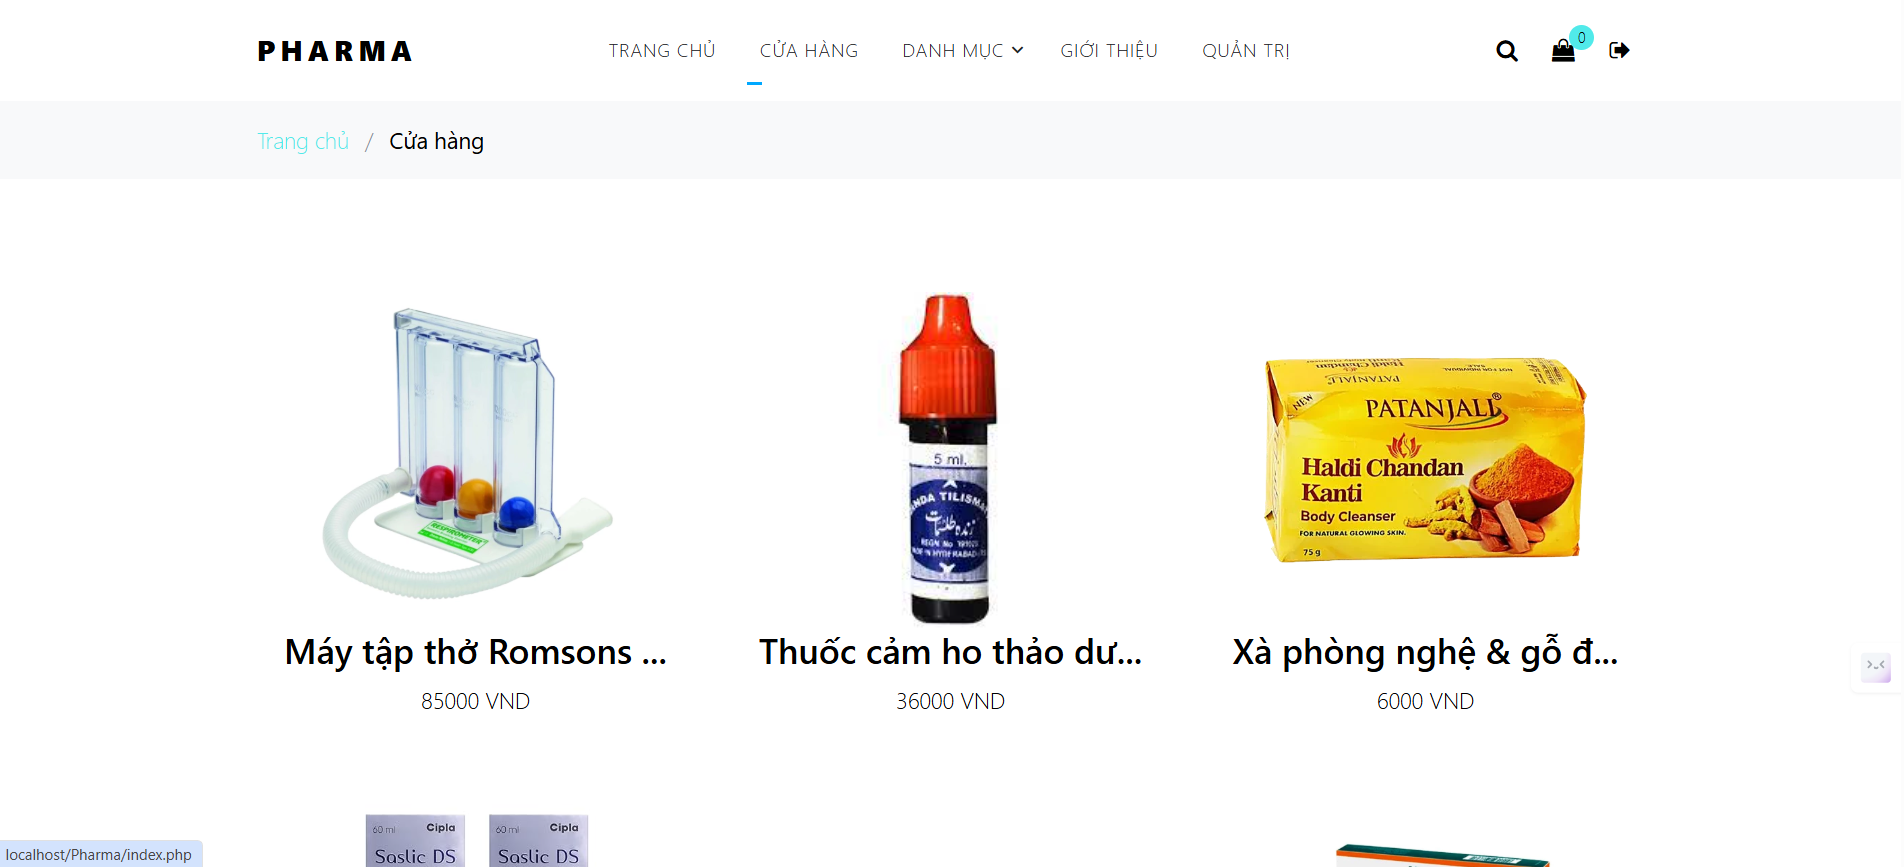 PHARMA
TRANG CHỦ
CỬA HÀNG
DANH MỤC
GIỚI THIỆU
QUẢN TRỊ
0
Trang chủ / Cửa hàng
RESPIROMETER
5 ml.
زنده طلسمات
NEW
PATANJALI®
Haldi Chandan
Kanti
Body Cleanser
FOR NATURAL GLOWING SKIN.
75 g
Máy tập thở Romsons ...
Thuốc cảm ho thảo dư...
Xà phòng nghệ & gỗ đ...
85000 VND
36000 VND
6000 VND
60 ml Cipla
Saslic DS
60 ml Cipla
Saslic DS
localhost/Pharma/index.php